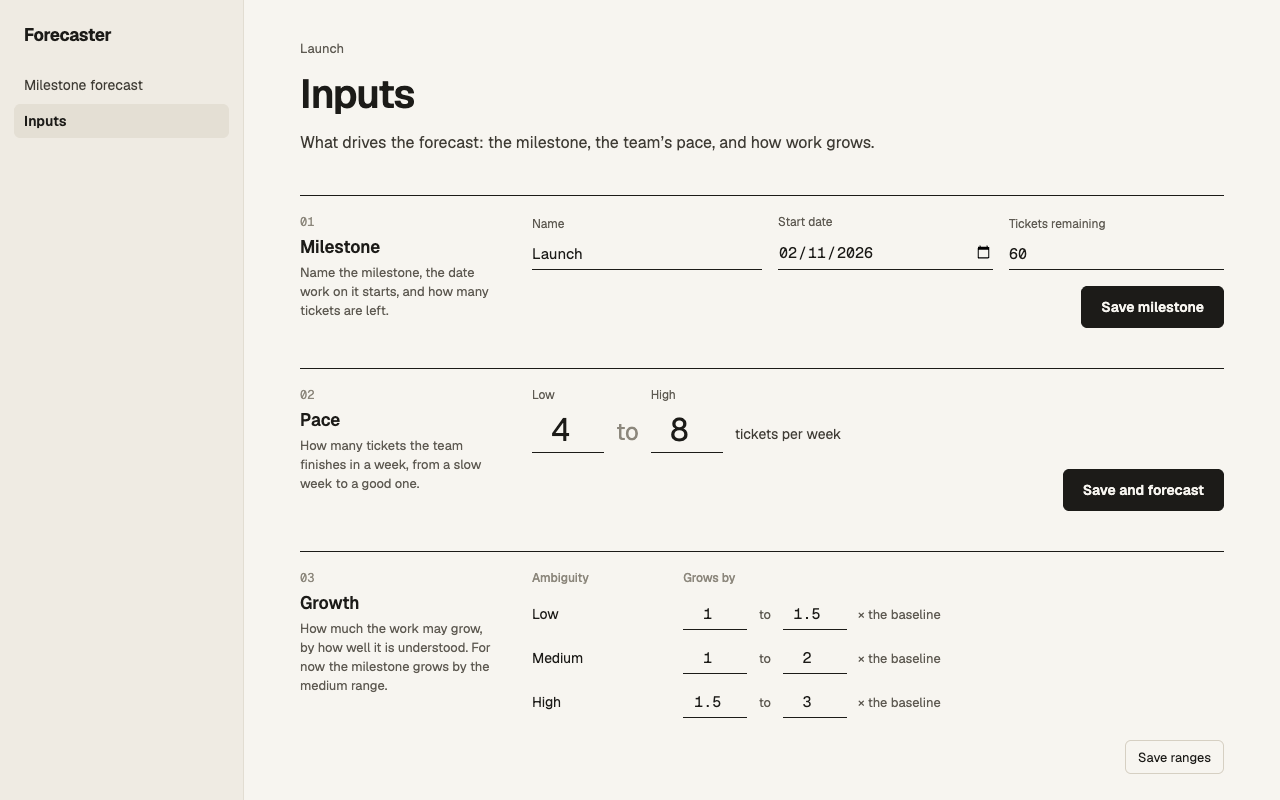 Forecaster
Milestone forecast
Inputs
Launch
Inputs
What drives the forecast: the milestone, the team’s pace, and how work grows.
01
Milestone
Name the milestone, the date
work on it starts, and how many
tickets are left.
Name
Launch
Start date
02/11/2026
Tickets remaining
60
Save milestone
02
Pace
How many tickets the team
finishes in a week, from a slow
week to a good one.
Low
High
4 to 8 tickets per week
Save and forecast
03
Growth
How much the work may grow,
by how well it is understood. For
now the milestone grows by the
medium range.
Ambiguity
Grows by
Low 1 to 1.5 × the baseline
Medium 1 to 2 × the baseline
High 1.5 to 3 × the baseline
Save ranges